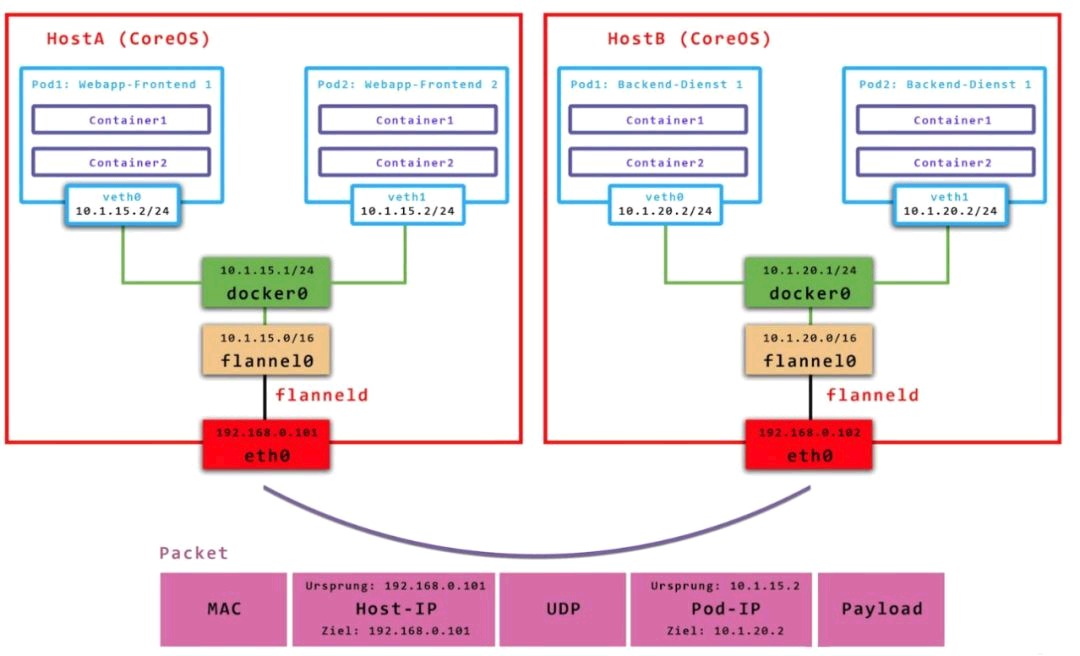 HostA (CoreOS)
Pod1: Webapp-Frontend 1
Container1
Container2
veth0
10.1.15.2/24
Pod2: Webapp-Frontend 2
Container1
Container2
veth1
10.1.15.2/24
10.1.15.1/24
docker0
10.1.15.0/16
flannel0
flanneld
192.168.0.101
eth0
HostB (CoreOS)
Pod1: Backend-Dienst 1
Container1
Container2
veth0
10.1.20.2/24
Pod2: Backend-Dienst 1
Container1
Container2
veth1
10.1.20.2/24
10.1.20.1/24
docker0
10.1.20.0/16
flannel0
flanneld
192.168.0.102
eth0
Packet
MAC
Ursprung: 192.168.0.101
Host-IP
Ziel: 192.168.0.101
UDP
Ursprung: 10.1.15.2
Pod-IP
Ziel: 10.1.20.2
Payload